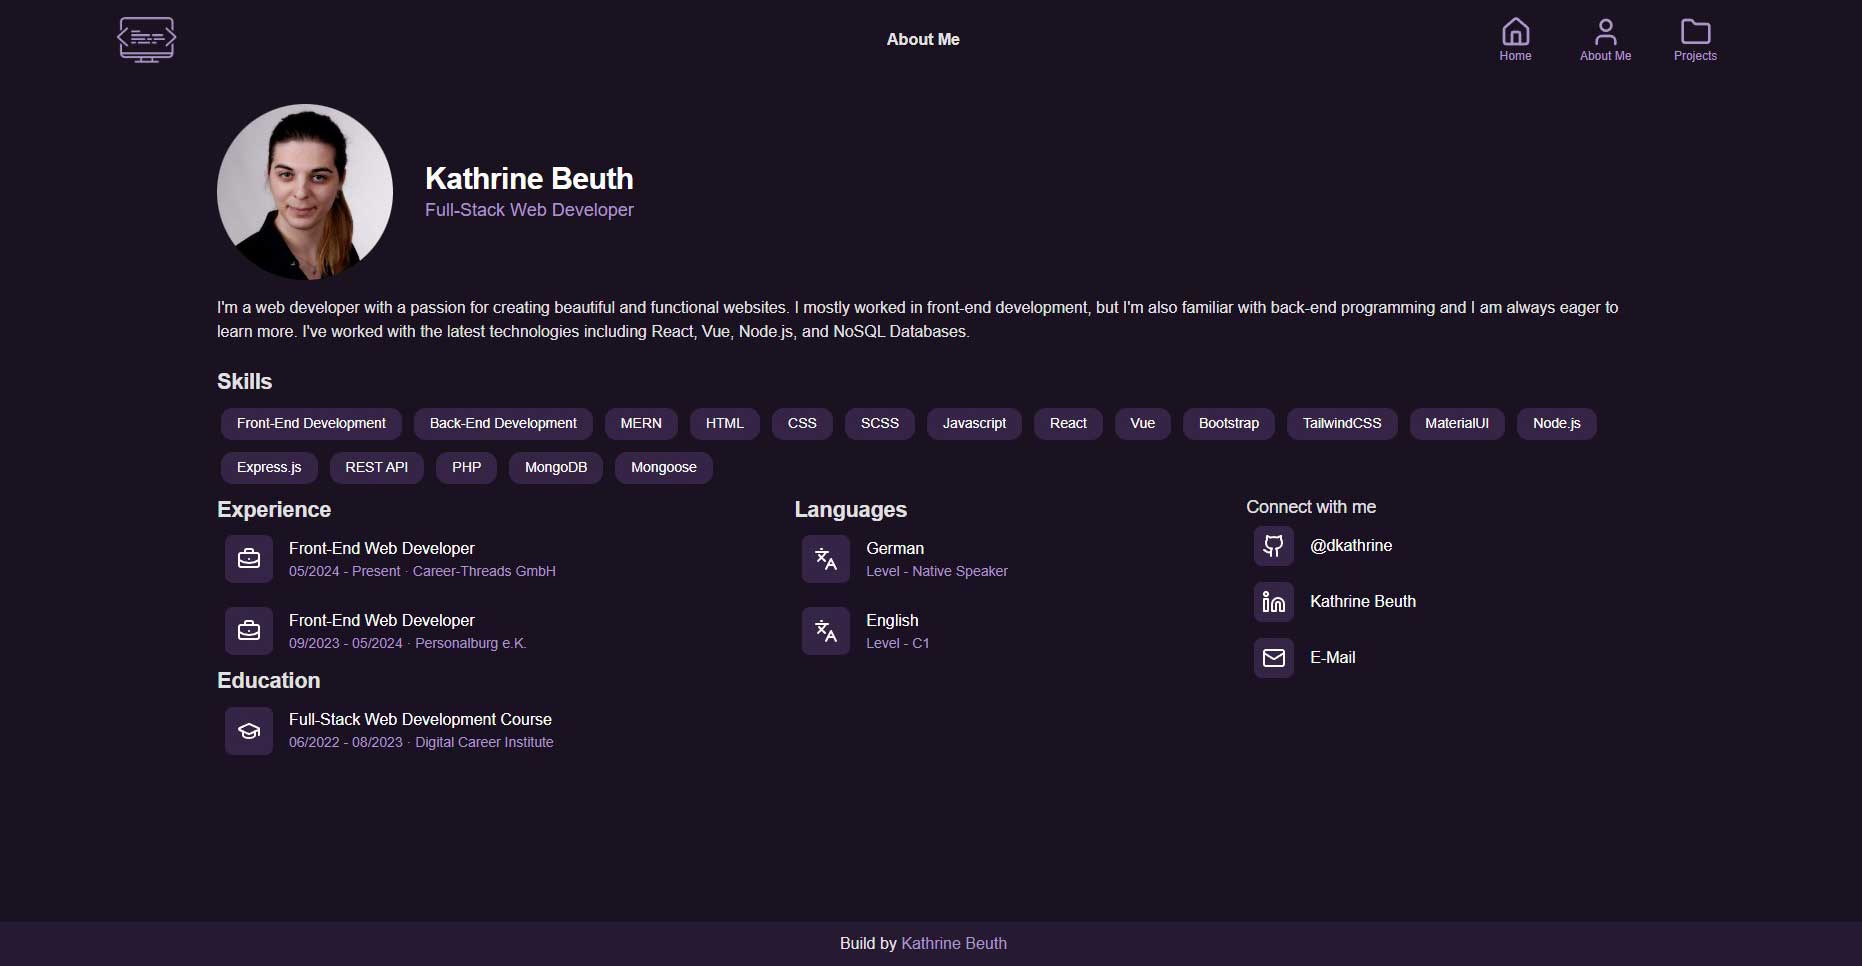 About Me
Home
About Me
Projects
Kathrine Beuth
Full-Stack Web Developer
I'm a web developer with a passion for creating beautiful and functional websites. I mostly worked in front-end development, but I'm also familiar with back-end programming and I am always eager to
learn more. I've worked with the latest technologies including React, Vue, Node.js, and NoSQL Databases.
Skills
Front-End Development Back-End Development MERN HTML CSS SCSS Javascript React Vue Bootstrap TailwindCSS MaterialUI Node.js
Express.js REST API PHP MongoDB Mongoose
Experience
Front-End Web Developer
05/2024 - Present · Career-Threads GmbH
Front-End Web Developer
09/2023 - 05/2024 · Personalburg e.K.
Education
Full-Stack Web Development Course
06/2022 - 08/2023 · Digital Career Institute
Languages
German
Level - Native Speaker
English
Level - C1
Connect with me
@dkathrine
Kathrine Beuth
E-Mail
Build by Kathrine Beuth